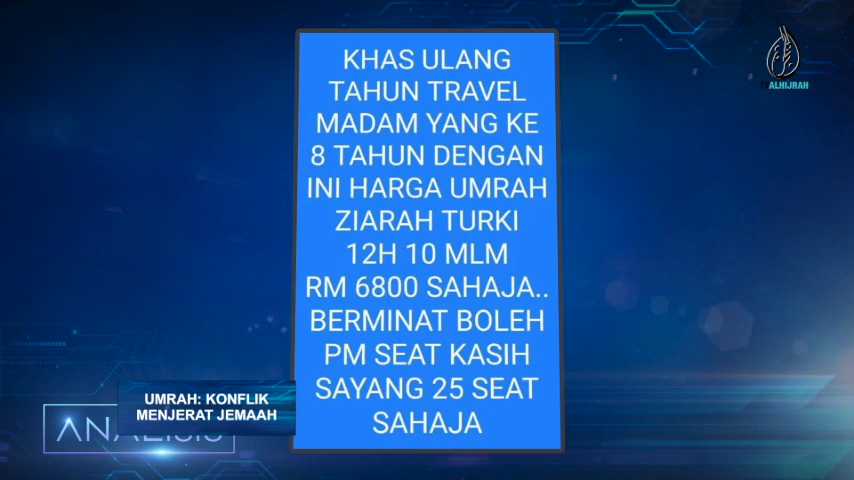 KHAS ULANG
TAHUN TRAVEL
MADAM YANG KE
8 TAHUN DENGAN
INI HARGA UMRAH
ZIARAH TURKI
12H 10 MLM
RM 6800 SAHAJA..
BERMINAT BOLEH
PM SEAT KASIH
SAYANG 25 SEAT
SAHAJA
TVALHIJRAH
UMRAH: KONFLIK
MENJERAT JEMAAH
ANALISIS